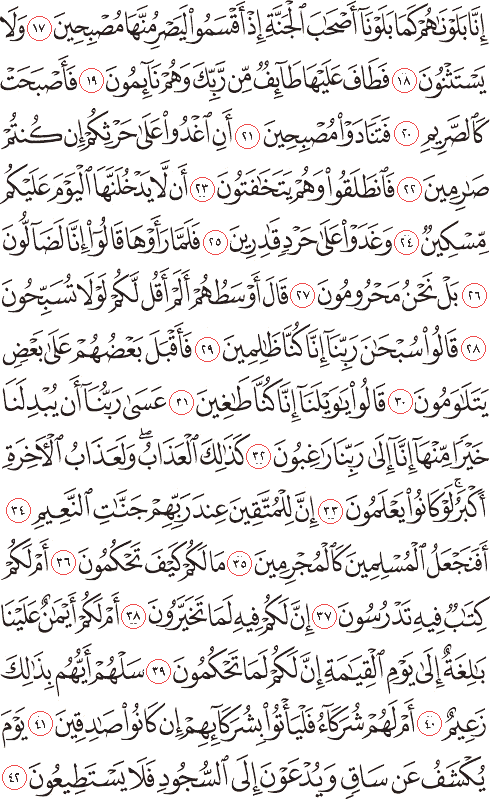 إِنَّا بَلَوْنَٰهُمْ كَمَا بَلَوْنَآ أَصْحَٰبَ ٱلْجَنَّةِ إِذْ أَقْسَمُوا۟ لَيَصْرِمُنَّهَا مُصْبِحِينَ ١٧ وَلَا
يَسْتَثْنُونَ ١٨ فَطَافَ عَلَيْهَا طَآئِفٌ مِّن رَّبِّكَ وَهُمْ نَآئِمُونَ ١٩ فَأَصْبَحَتْ
كَٱلصَّرِيمِ ٢٠ فَتَنَادَوْا۟ مُصْبِحِينَ ٢١ أَنِ ٱغْدُوا۟ عَلَىٰ حَرْثِكُمْ إِن كُنتُمْ
صَٰرِمِينَ ٢٢ فَٱنطَلَقُوا۟ وَهُمْ يَتَخَٰفَتُونَ ٢٣ أَن لَّا يَدْخُلَنَّهَا ٱلْيَوْمَ عَلَيْكُم
مِّسْكِينٌ ٢٤ وَغَدَوْا۟ عَلَىٰ حَرْدٍ قَٰدِرِينَ ٢٥ فَلَمَّا رَأَوْهَا قَالُوٓا۟ إِنَّا لَضَآلُّونَ
٢٦ بَلْ نَحْنُ مَحْرُومُونَ ٢٧ قَالَ أَوْسَطُهُمْ أَلَمْ أَقُل لَّكُمْ لَوْلَا تُسَبِّحُونَ
٢٨ قَالُوا۟ سُبْحَٰنَ رَبِّنَآ إِنَّا كُنَّا ظَٰلِمِينَ ٢٩ فَأَقْبَلَ بَعْضُهُمْ عَلَىٰ بَعْضٍ
يَتَلَٰوَمُونَ ٣٠ قَالُوا۟ يَٰوَيْلَنَآ إِنَّا كُنَّا طَٰغِينَ ٣١ عَسَىٰ رَبُّنَآ أَن يُبْدِلَنَا
خَيْرًا مِّنْهَآ إِنَّآ إِلَىٰ رَبِّنَا رَٰغِبُونَ ٣٢ كَذَٰلِكَ ٱلْعَذَابُ ۖ وَلَعَذَابُ ٱلْءَاخِرَةِ
أَكْبَرُ ۚ لَوْ كَانُوا۟ يَعْلَمُونَ ٣٣ إِنَّ لِلْمُتَّقِينَ عِندَ رَبِّهِمْ جَنَّٰتِ ٱلنَّعِيمِ ٣٤
أَفَنَجْعَلُ ٱلْمُسْلِمِينَ كَٱلْمُجْرِمِينَ ٣٥ مَا لَكُمْ كَيْفَ تَحْكُمُونَ ٣٦ أَمْ لَكُمْ
كِتَٰبٌ فِيهِ تَدْرُسُونَ ٣٧ إِنَّ لَكُمْ فِيهِ لَمَا تَخَيَّرُونَ ٣٨ أَمْ لَكُمْ أَيْمَٰنٌ عَلَيْنَا
بَٰلِغَةٌ إِلَىٰ يَوْمِ ٱلْقِيَٰمَةِ إِنَّ لَكُمْ لَمَا تَحْكُمُونَ ٣٩ سَلْهُمْ أَيُّهُم بِذَٰلِكَ
زَعِيمٌ ٤٠ أَمْ لَهُمْ شُرَكَآءُ فَلْيَأْتُوا۟ بِشُرَكَآئِهِمْ إِن كَانُوا۟ صَٰدِقِينَ ٤١ يَوْمَ
يُكْشَفُ عَن سَاقٍ وَيُدْعَوْنَ إِلَى ٱلسُّجُودِ فَلَا يَسْتَطِيعُونَ ٤٢